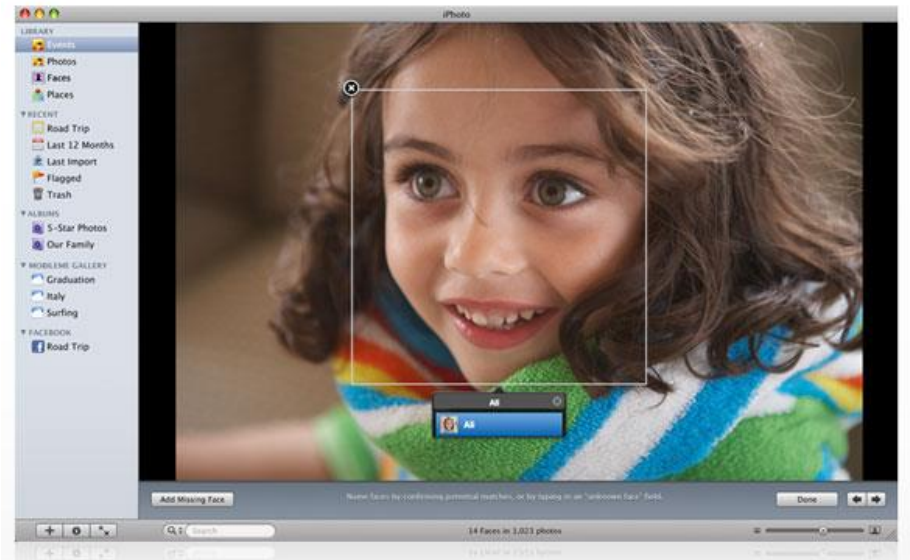 iPhoto
LIBRARY
Events
Photos
Faces
Places
RECENT
Road Trip
Last 12 Months
Last Import
Flagged
Trash
ALBUMS
5-Star Photos
Our Family
MOBILEME GALLERY
Graduation
Italy
Surfing
FACEBOOK
Road Trip
Ali
Ali
Add Missing Face
Name faces by confirming potential matches, or by typing in an "unknown face" field.
Done
Search
14 Faces in 1,023 photos